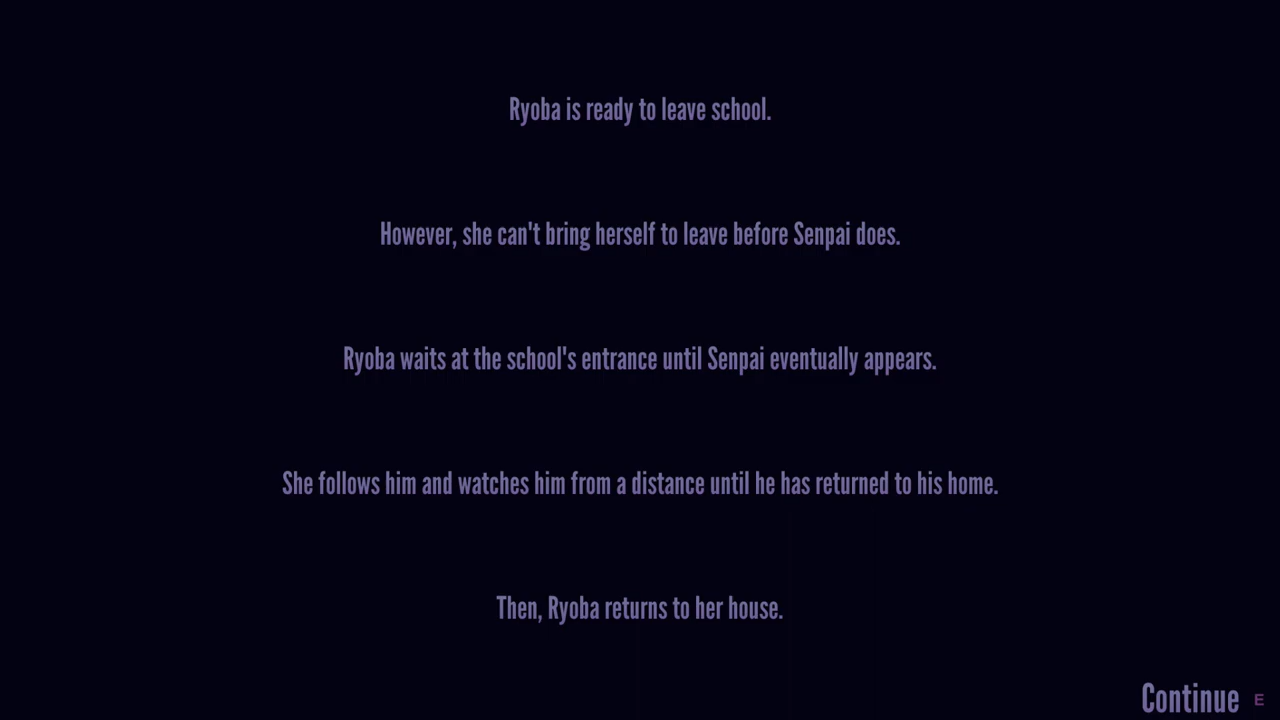 Ryoba is ready to leave school.
However, she can't bring herself to leave before Senpai does.
Ryoba waits at the school's entrance until Senpai eventually appears.
She follows him and watches him from a distance until he has returned to his home.
Then, Ryoba returns to her house.
Continue E